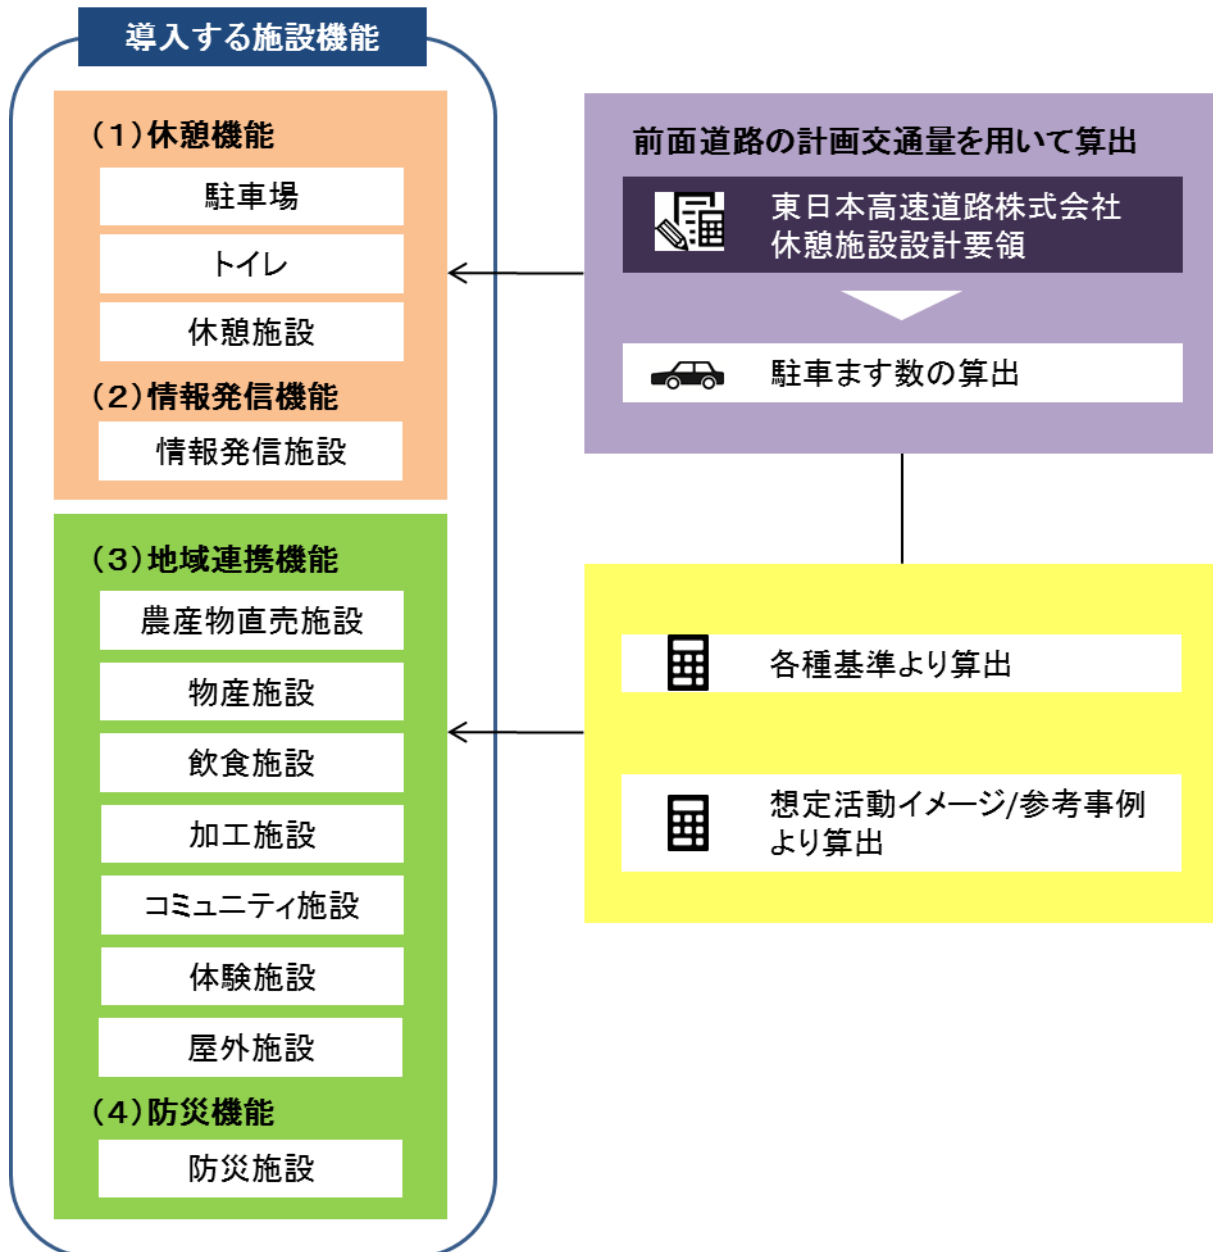 導入する施設機能
(1)休憩機能
駐車場
トイレ
休憩施設
(2)情報発信機能
情報発信施設
(3)地域連携機能
農産物直売施設
物産施設
飲食施設
加工施設
コミュニティ施設
体験施設
屋外施設
(4)防災機能
防災施設
前面道路の計画交通量を用いて算出
東日本高速道路株式会社
休憩施設設計要領
駐車ます数の算出
各種基準より算出
想定活動イメージ/参考事例
より算出